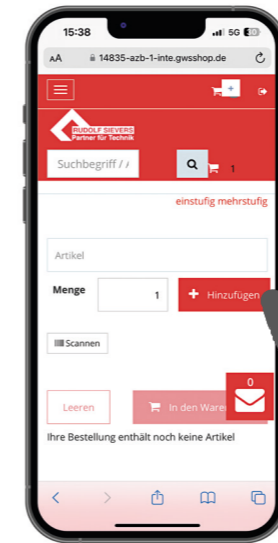 15:38
5G
AA 14835-azb-1-inte.gwsshop.de
RUDOLF SIEVERS
Partner für Technik
Suchbegriff / 1
einstufig mehrstufig
Artikel
Menge 1 + Hinzufügen
Scannen
0
Leeren In den
Ihre Bestellung enthält noch keine Artikel